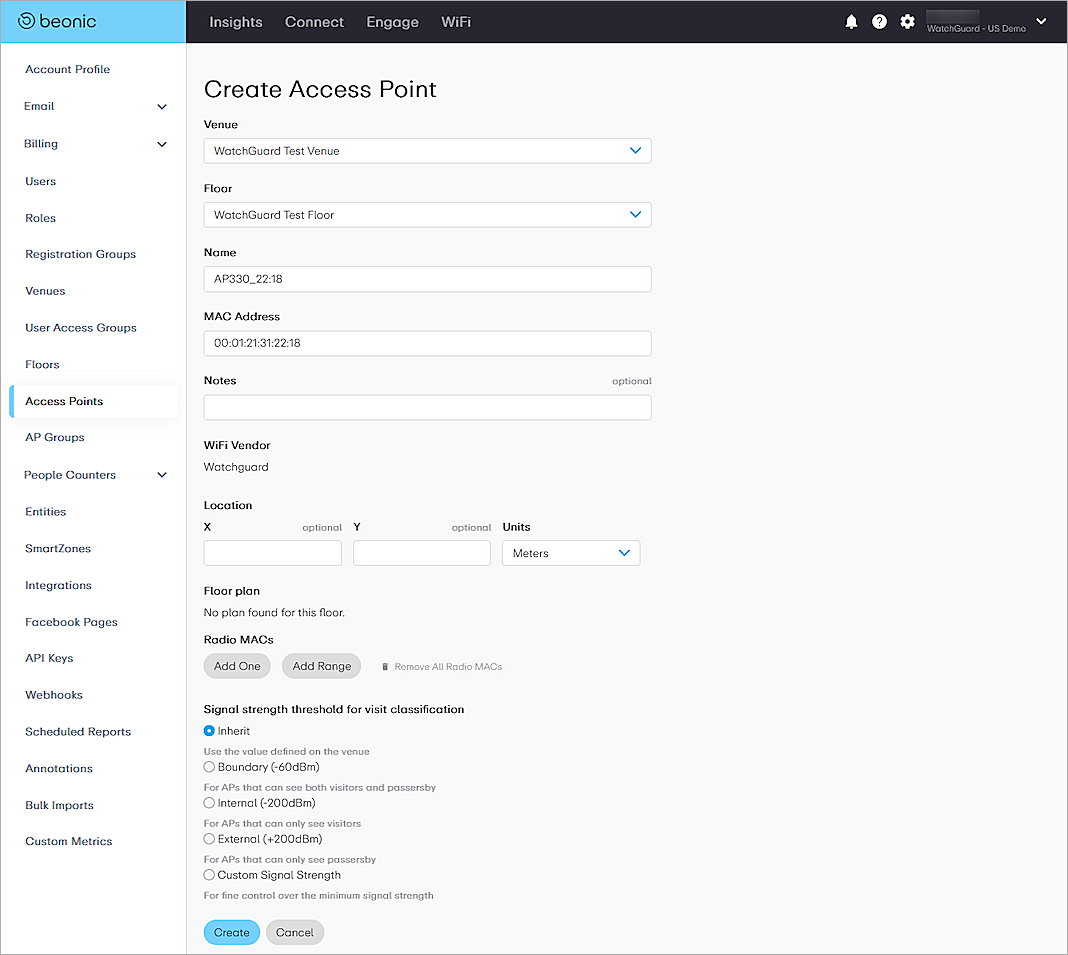 beonic
Insights Connect Engage WiFi
WatchGuard - US Demo
Account Profile
Email
Billing
Users
Roles
Registration Groups
Venues
User Access Groups
Floors
Access Points
AP Groups
People Counters
Entities
SmartZones
Integrations
Facebook Pages
API Keys
Webhooks
Scheduled Reports
Annotations
Bulk Imports
Custom Metrics
Create Access Point
Venue
WatchGuard Test Venue
Floor
WatchGuard Test Floor
Name
AP330_22:18
MAC Address
00:01:21:31:22:18
Notes optional
WiFi Vendor
Watchguard
Location
X optional Y optional Units
Meters
Floor plan
No plan found for this floor.
Radio MACs
Add One Add Range Remove All Radio MACs
Signal strength threshold for visit classification
Inherit
Use the value defined on the venue
Boundary (-60dBm)
For APs that can see both visitors and passersby
Internal (-200dBm)
For APs that can only see visitors
External (+200dBm)
For APs that can only see passersby
Custom Signal Strength
For fine control over the minimum signal strength
Create Cancel